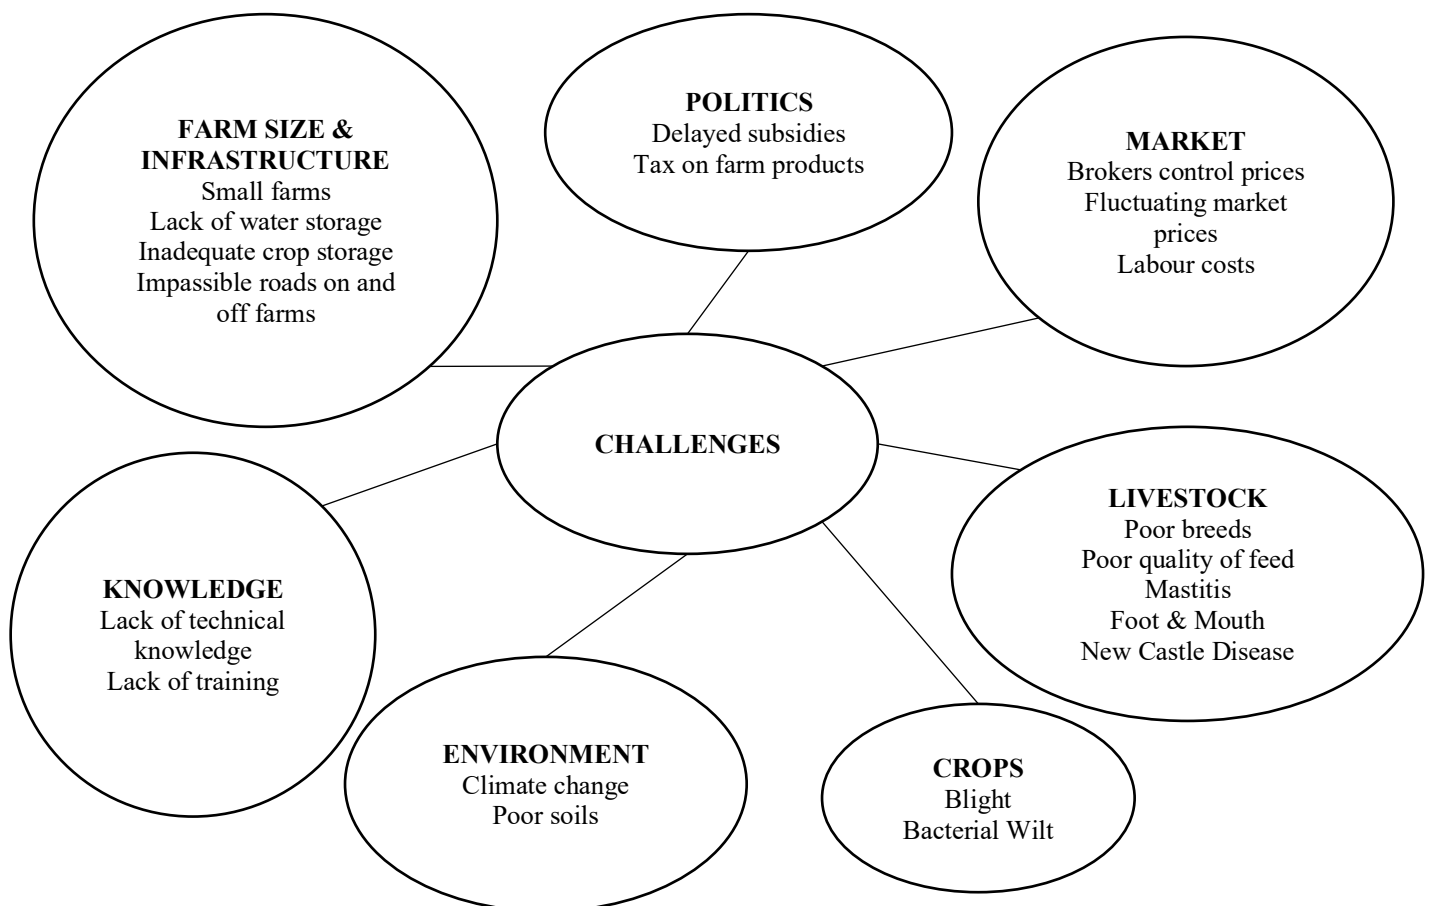 FARM SIZE &
INFRASTRUCTURE
Small farms
Lack of water storage
Inadequate crop storage
Impassible roads on and
off farms
POLITICS
Delayed subsidies
Tax on farm products
MARKET
Brokers control prices
Fluctuating market
prices
Labour costs
CHALLENGES
KNOWLEDGE
Lack of technical
knowledge
Lack of training
LIVESTOCK
Poor breeds
Poor quality of feed
Mastitis
Foot & Mouth
New Castle Disease
ENVIRONMENT
Climate change
Poor soils
CROPS
Blight
Bacterial Wilt